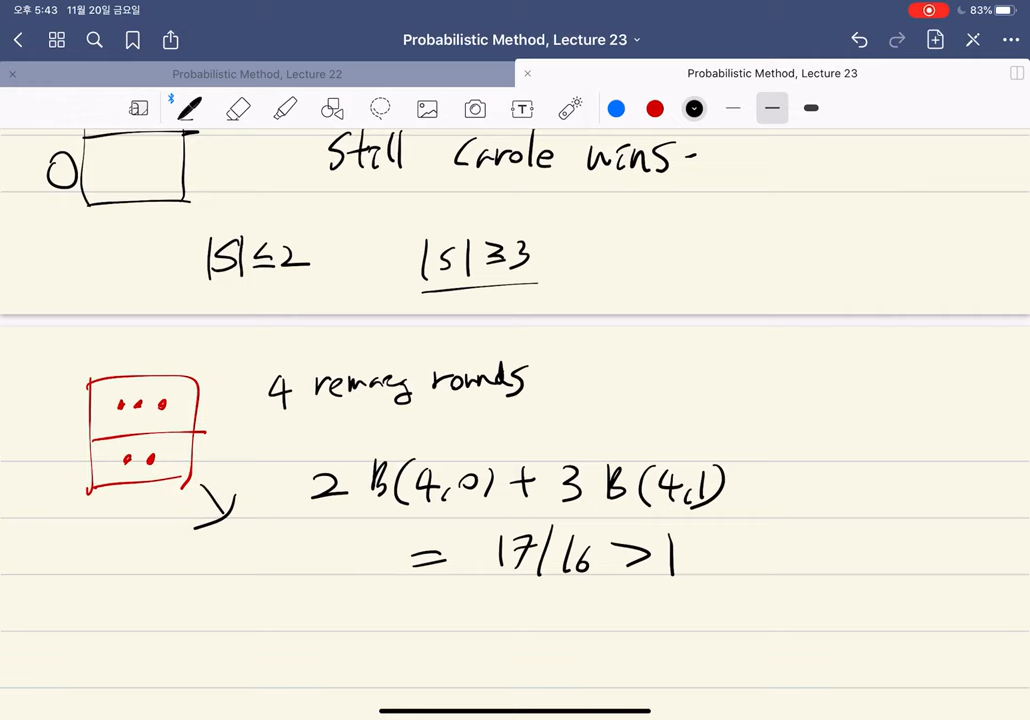 오후 5:43 11월 20일 금요일 83%
Probabilistic Method, Lecture 23
Probabilistic Method, Lecture 22
Probabilistic Method, Lecture 23
T
0
Still Carole wins.
|S| ≤ 2 |S| ≥ 3
4 rounds
2 B(4,0) + 3 B(4,1)
= 17/16 > 1